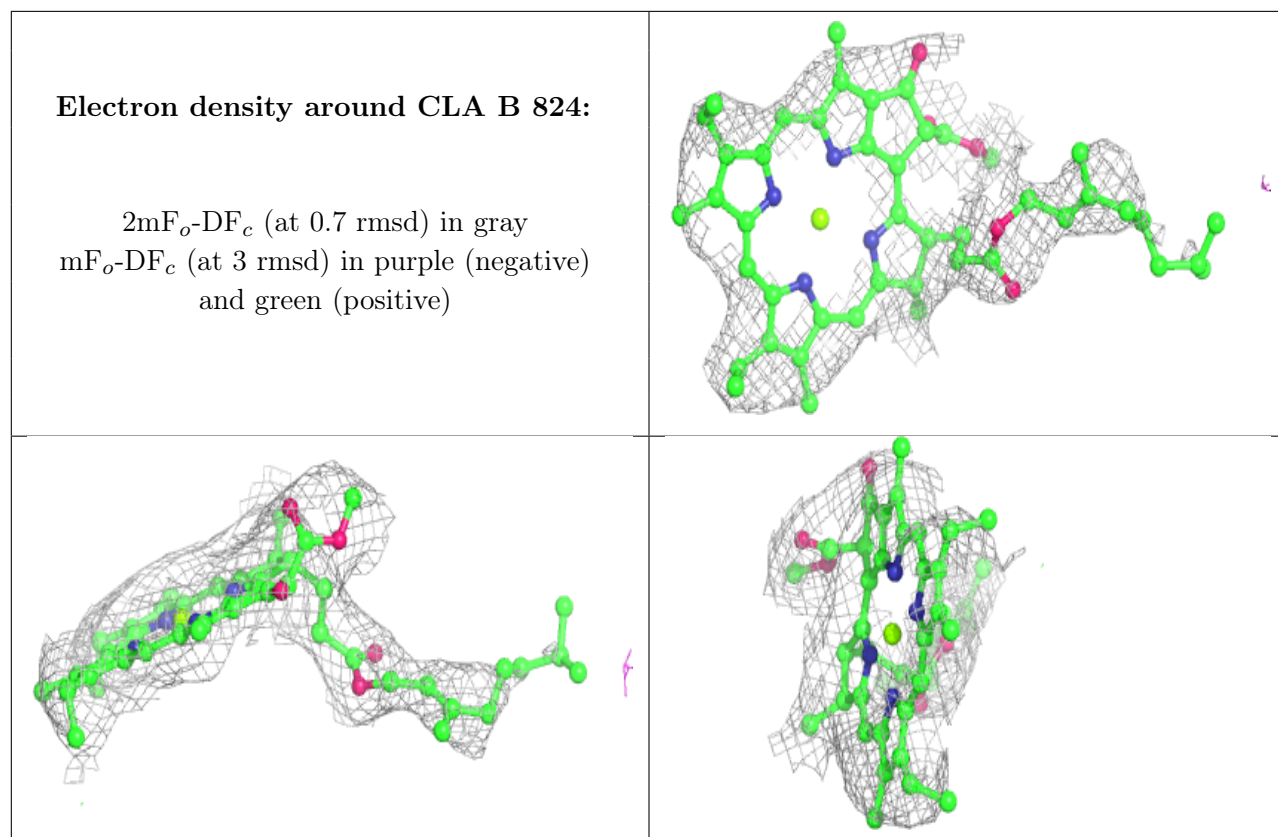 Electron density around CLA B 824:
2mFo-DFc (at 0.7 rmsd) in gray
mFo-DFc (at 3 rmsd) in purple (negative)
and green (positive)